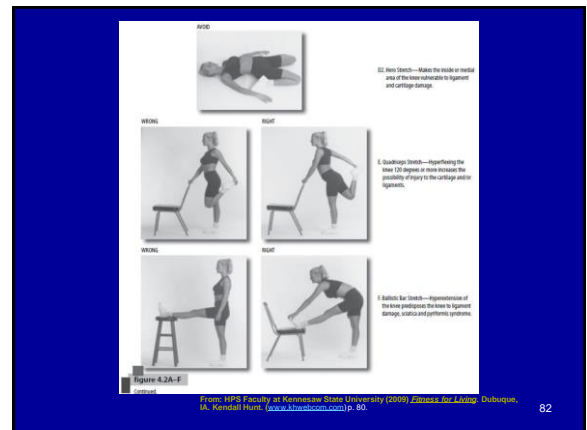 AVOID
D2. Hero Stretch—Makes the inside or medial
area of the knee vulnerable to ligament
and cartilage damage.
WRONG
RIGHT
E. Quadriceps Stretch—Hyperflexing the
knee 120 degrees or more increases the
possibility of injury to the cartilage and/or
ligaments.
WRONG
RIGHT
F. Ballistic Bar Stretch—Hyperextension of
the knee predisposes the knee to ligament
damage, sciatica and pyriformis syndrome.
figure 4.2A–F
Continued.
From: HPS Faculty at Kennesaw State University (2009) Fitness for Living. Dubuque,
IA. Kendall Hunt. (www.khwebcom.com) p. 80.
82